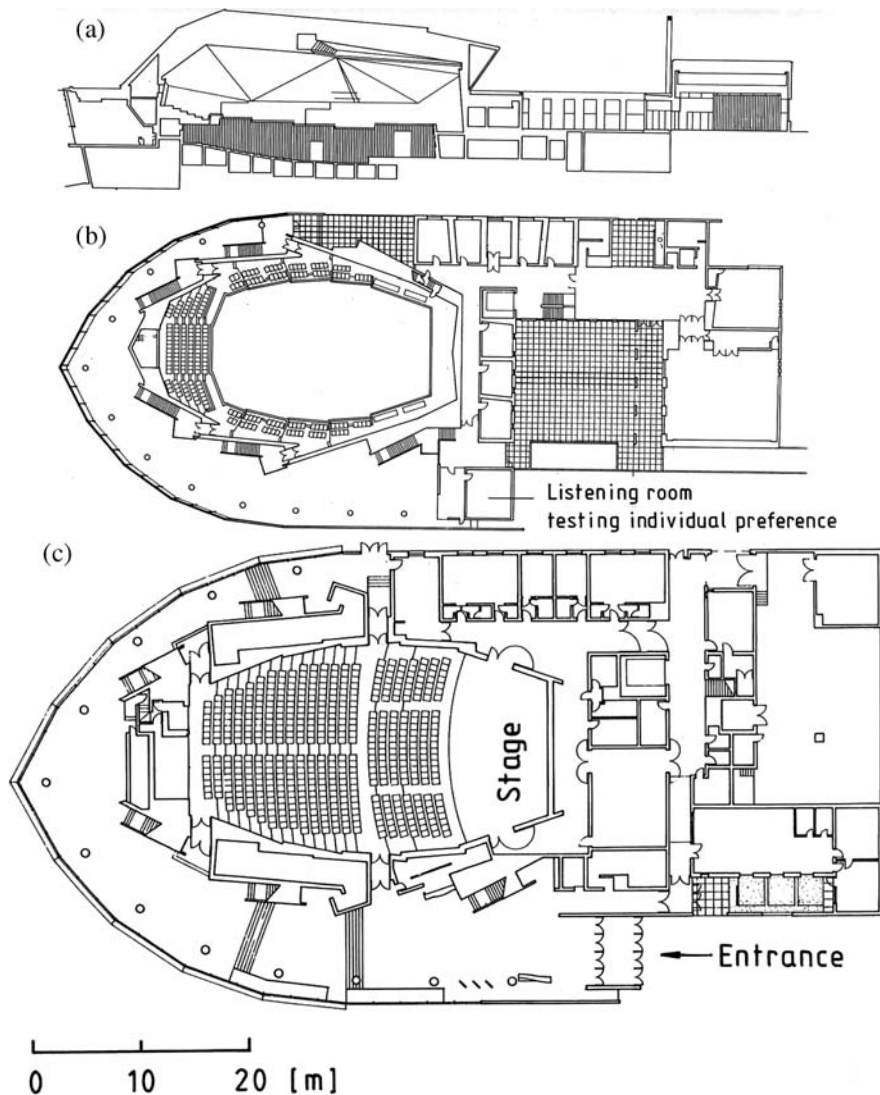 (a)
(b)
Listening room
testing individual preference
(c)
Stage
Entrance
0 10 20 [m]